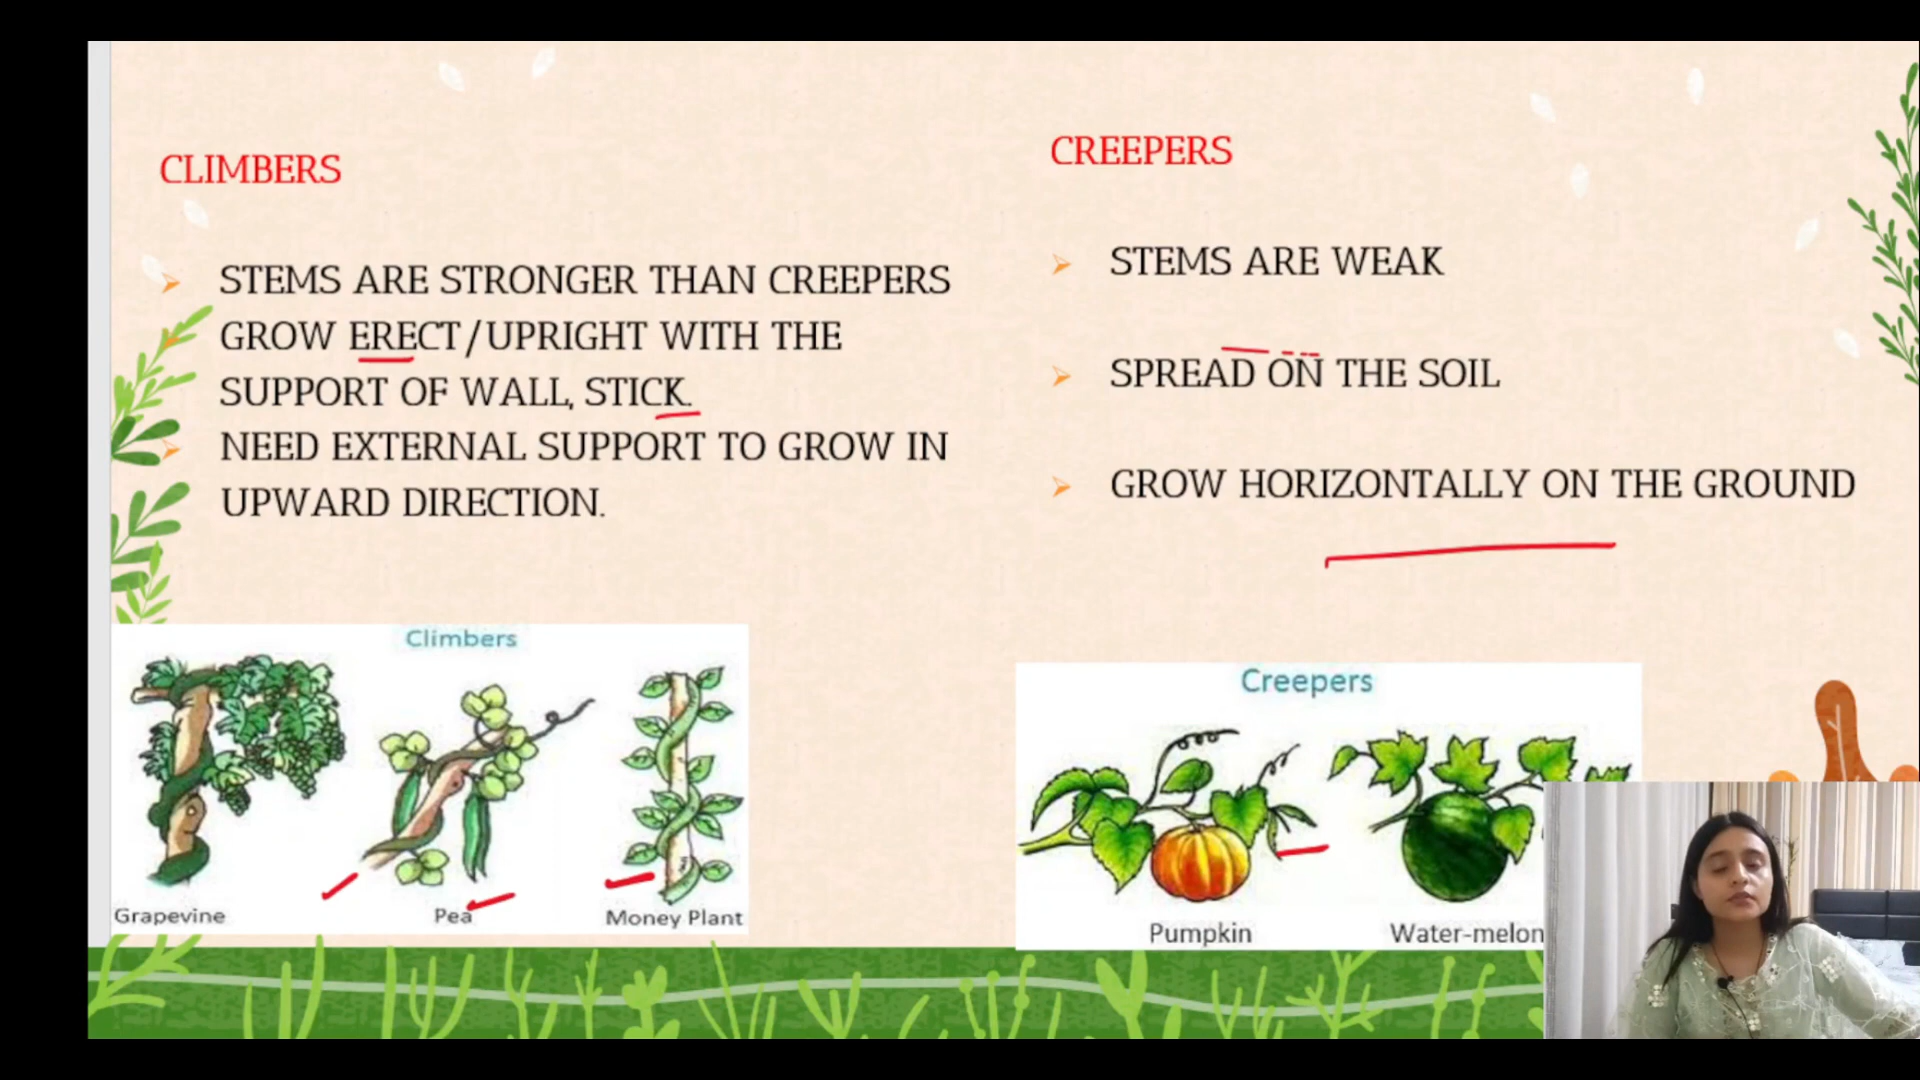 CLIMBERS
STEMS ARE STRONGER THAN CREEPERS
GROW ERECT/UPRIGHT WITH THE
SUPPORT OF WALL, STICK.
NEED EXTERNAL SUPPORT TO GROW IN
UPWARD DIRECTION.
Climbers
Grapevine
Pea
Money Plant
CREEPERS
STEMS ARE WEAK
SPREAD ON THE SOIL
GROW HORIZONTALLY ON THE GROUND
Creepers
Pumpkin
Water-melon